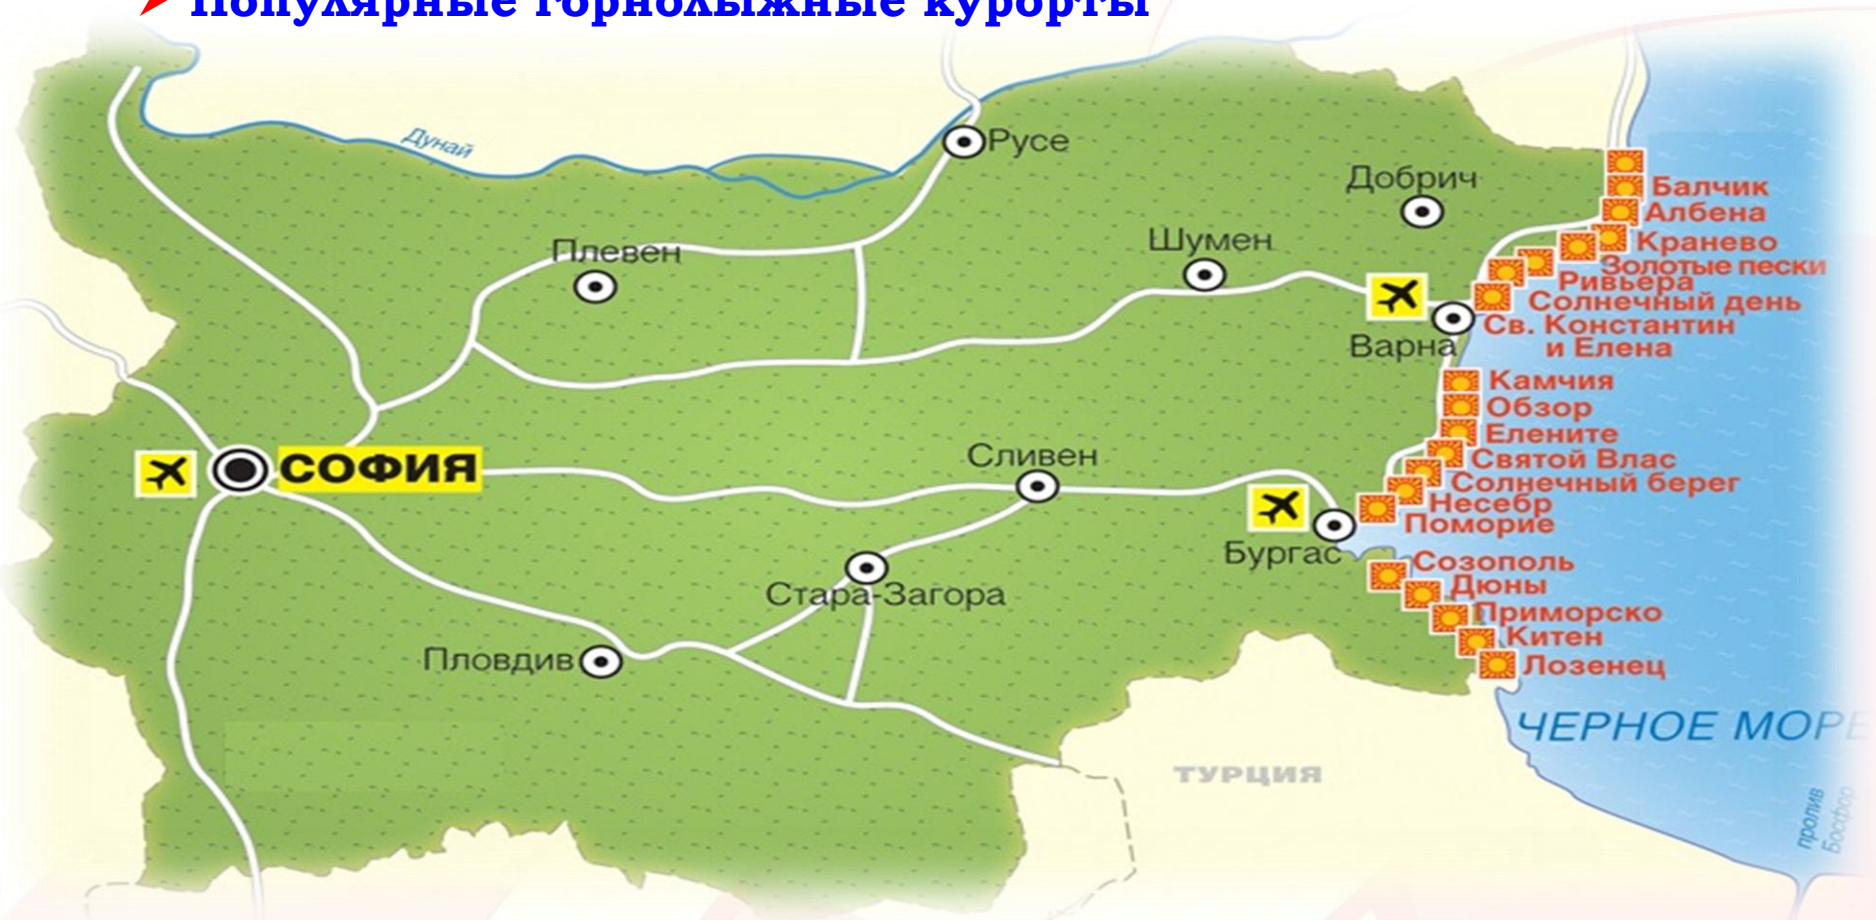 Популярные горнолыжные курорты
Дунай
Русе
Добрич
Балчик
Албена
Плевен
Шумен
Кранево
Золотые пески
Ривьера
Солнечный день
Св. Константин
и Елена
Варна
Камчия
Обзор
Елените
СОФИЯ
Сливен
Святой Влас
Солнечный берег
Несебр
Поморие
Бургас
Созополь
Дюны
Стара-Загора
Приморско
Китен
Пловдив
Лозенец
ЧЕРНОЕ МОРЕ
ТУРЦИЯ
пролив
Босфор